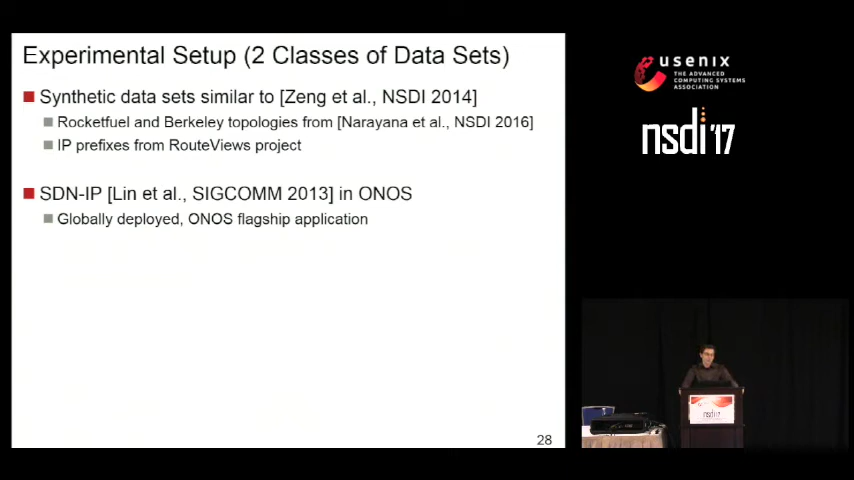 Experimental Setup (2 Classes of Data Sets)
Synthetic data sets similar to [Zeng et al., NSDI 2014]
Rocketfuel and Berkeley topologies from [Narayana et al., NSDI 2016]
IP prefixes from RouteViews project
SDN-IP [Lin et al., SIGCOMM 2013] in ONOS
Globally deployed, ONOS flagship application
28
usenix
THE ADVANCED
COMPUTING SYSTEMS
ASSOCIATION
nsdi '17
nsdi'17